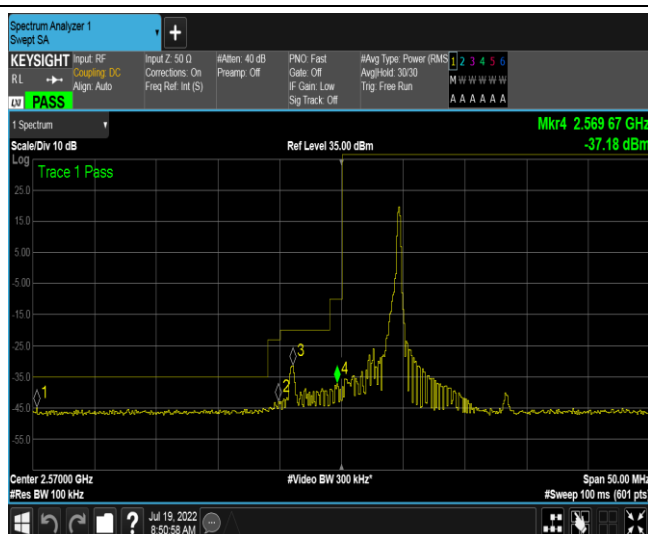 Spectrum Analyzer 1
Swept SA
+
KEYSIGHT Input: RF Input Z: 50 Ω #Atten: 40 dB PNO: Fast #Avg Type: Power (RMS 1 2 3 4 5 6
RL Coupling: DC Corrections: On Preamp: Off Gate: Off Avg|Hold: 30/30 M W W W W W
Align: Auto Freq Ref: Int (S) IF Gain: Low Trig: Free Run
LXI PASS Sig Track: Off A A A A A A
1 Spectrum Mkr4 2.569 67 GHz
Scale/Div 10 dB Ref Level 35.00 dBm -37.18 dBm
Log Trace 1 Pass
25.0
15.0
5.00
-5.00
-15.0
-25.0
3
-35.0 4
1 2
-45.0
-55.0
Center 2.57000 GHz #Video BW 300 kHz* Span 50.00 MHz
#Res BW 100 kHz #Sweep 100 ms (601 pts)
? Jul 19, 2022
8:50:58 AM